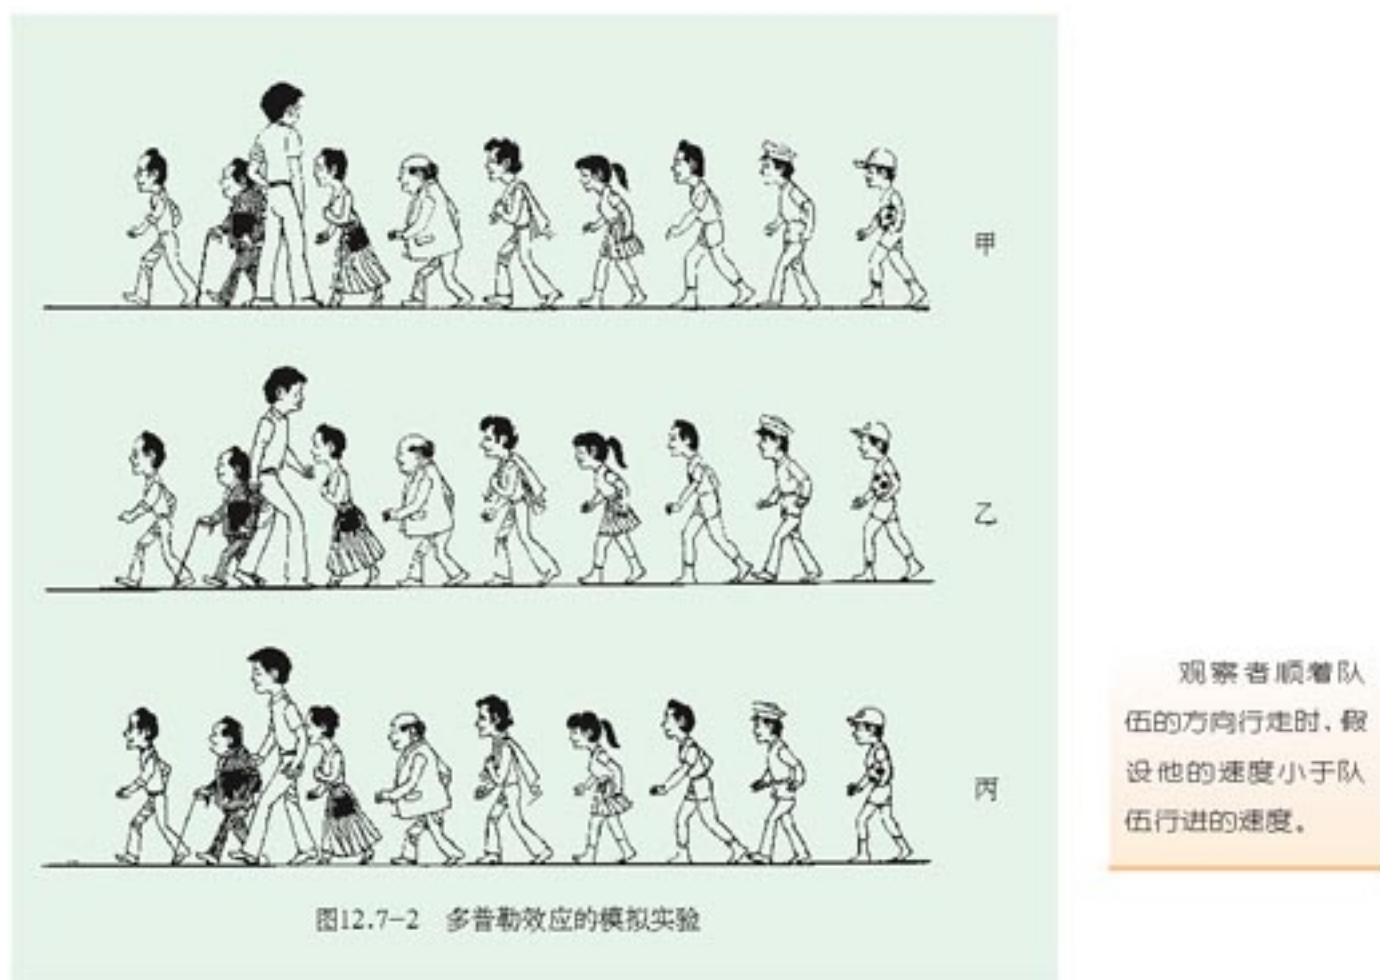 甲
乙
丙
图12.7-2 多普勒效应的模拟实验
观察者顺着队
伍的方向行走时，假
设他的速度小于队
伍行进的速度。